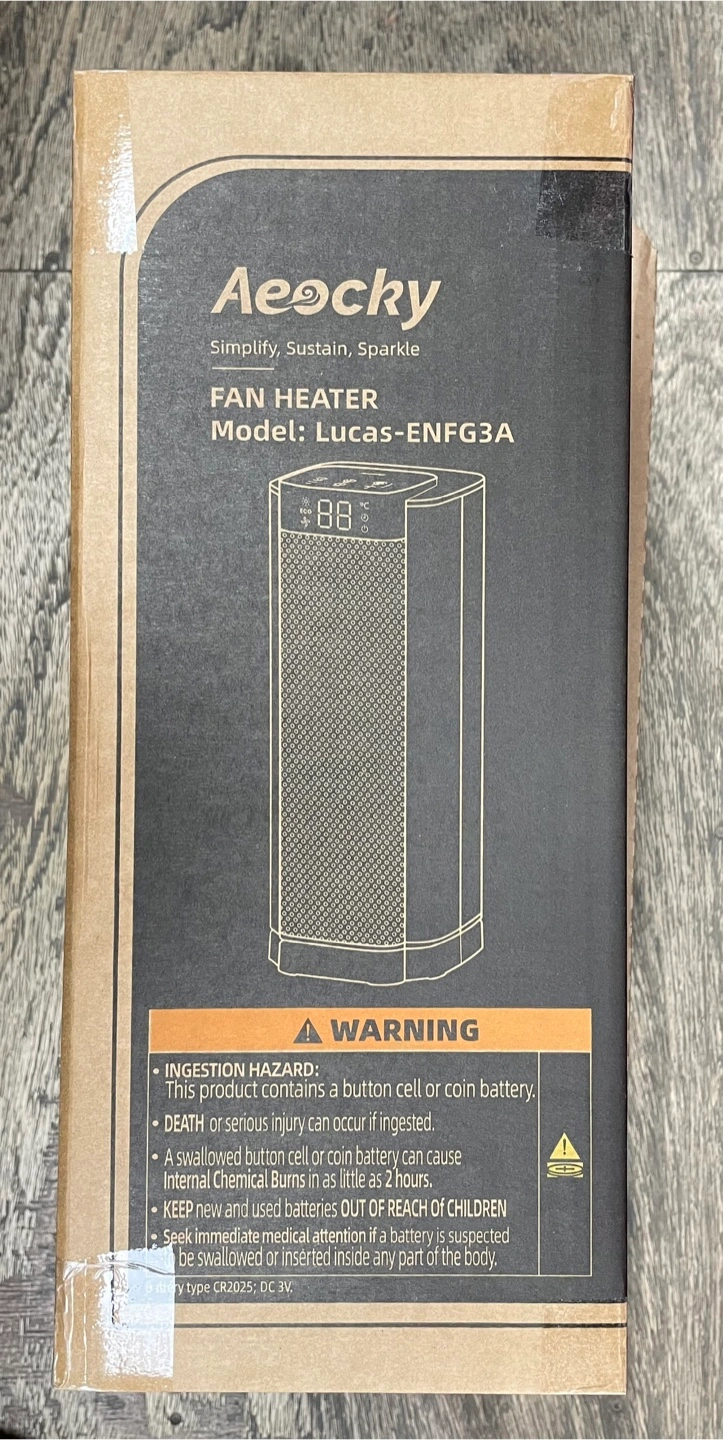 Aeocky
Simplify, Sustain, Sparkle
FAN HEATER
Model: Lucas-ENFG3A
ECO 88 °C
WARNING
• INGESTION HAZARD:
This product contains a button cell or coin battery.
• DEATH or serious injury can occur if ingested.
• A swallowed button cell or coin battery can cause
Internal Chemical Burns in as little as 2 hours.
• KEEP new and used batteries OUT OF REACH Of CHILDREN
• Seek immediate medical attention if a battery is suspected
be swallowed or inserted inside any part of the body.
type CR2025; DC 3V.